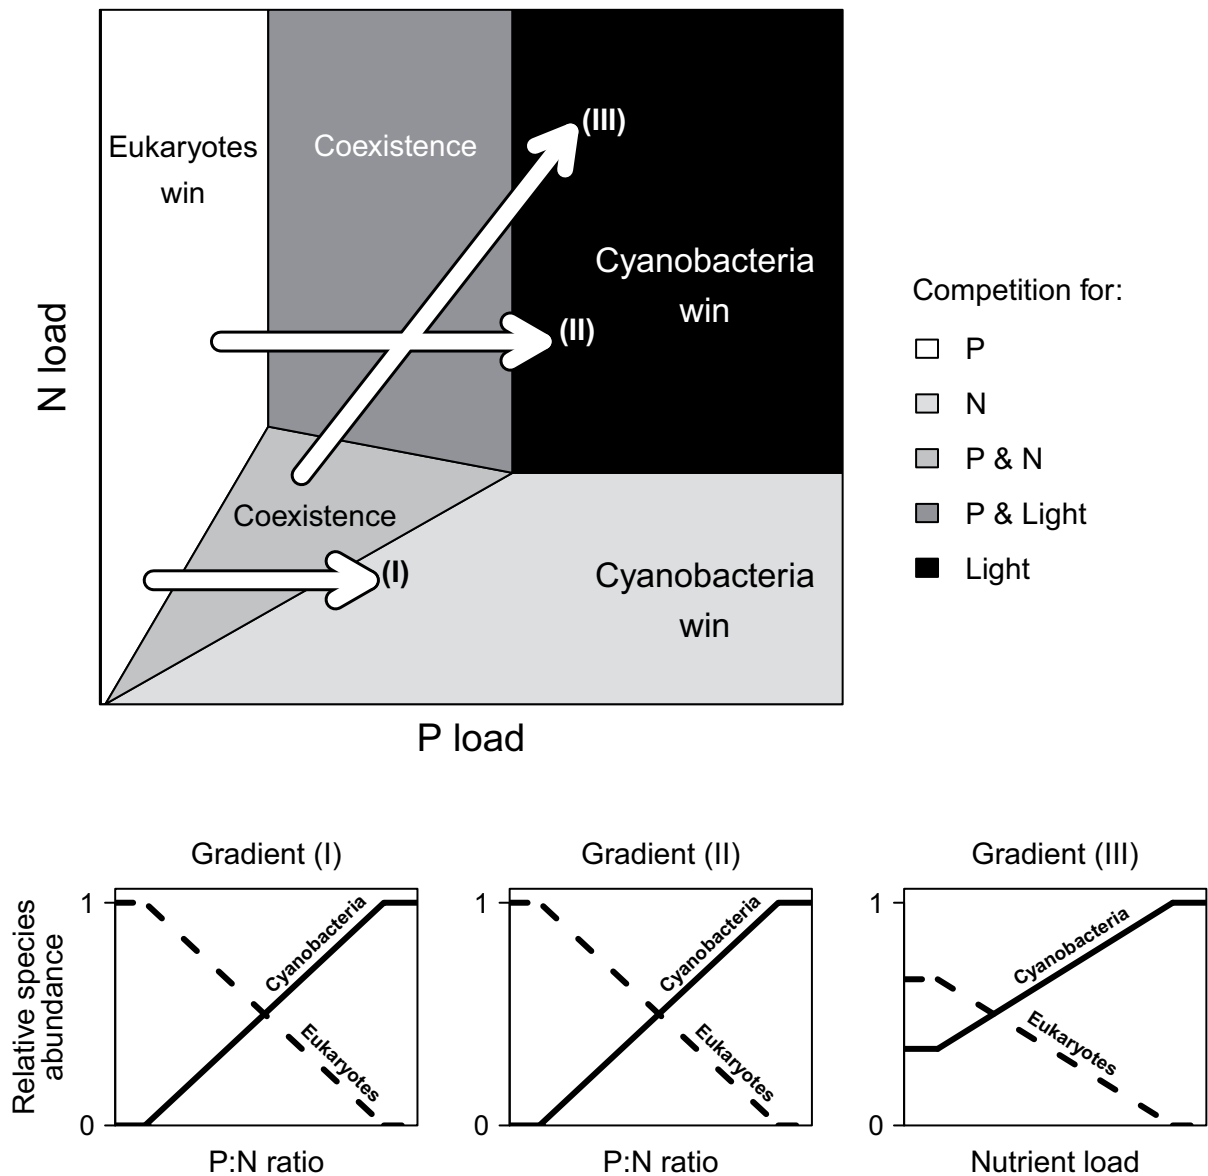 Eukaryotes
win
Coexistence
(III)
Cyanobacteria
win
(II)
Coexistence
(I)
Cyanobacteria
win
N load
P load
Competition for:
P
N
P & N
P & Light
Light
Gradient (I)
Gradient (II)
Gradient (III)
Relative species
abundance
1
0
Cyanobacteria
Eukaryotes
P:N ratio
1
0
Cyanobacteria
Eukaryotes
P:N ratio
1
0
Cyanobacteria
Eukaryotes
Nutrient load